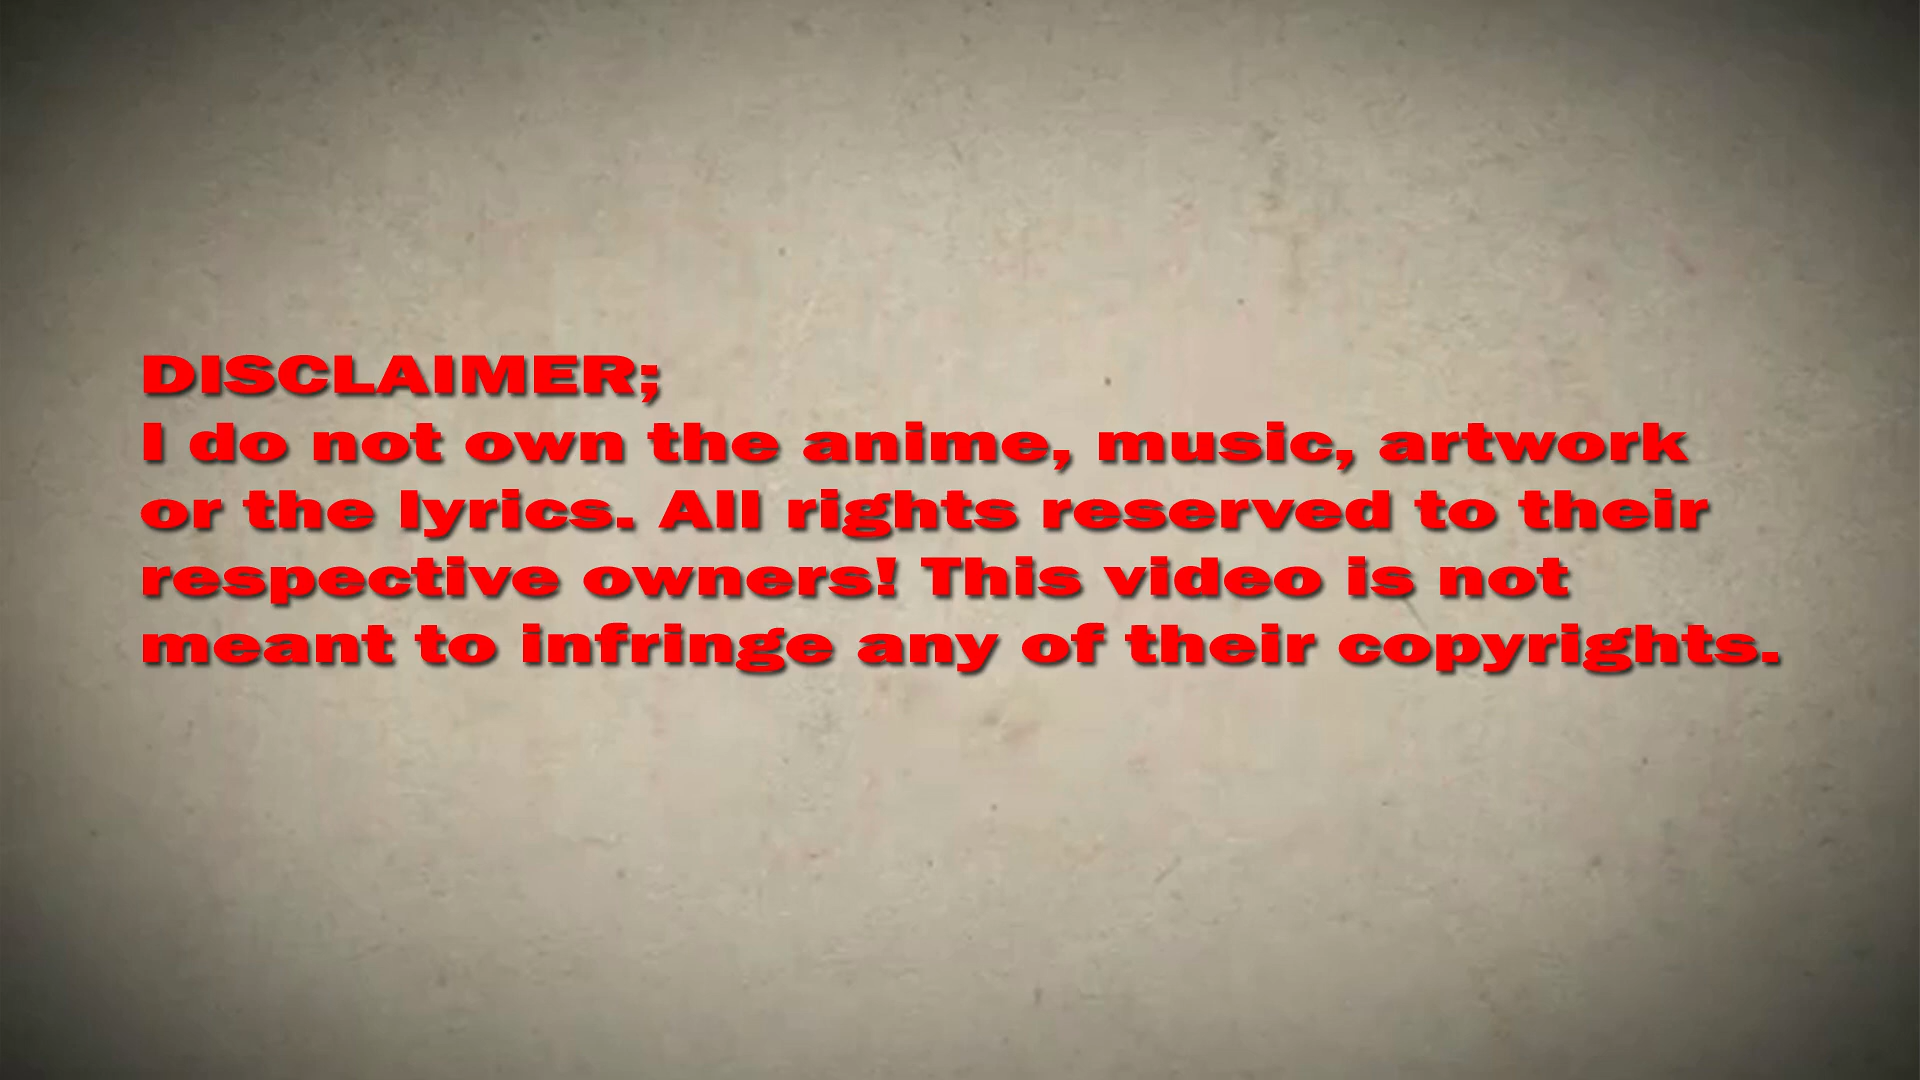 DISCLAIMER;
I do not own the anime, music, artwork
or the lyrics. All rights reserved to their
respective owners! This video is not
meant to infringe any of their copyrights.